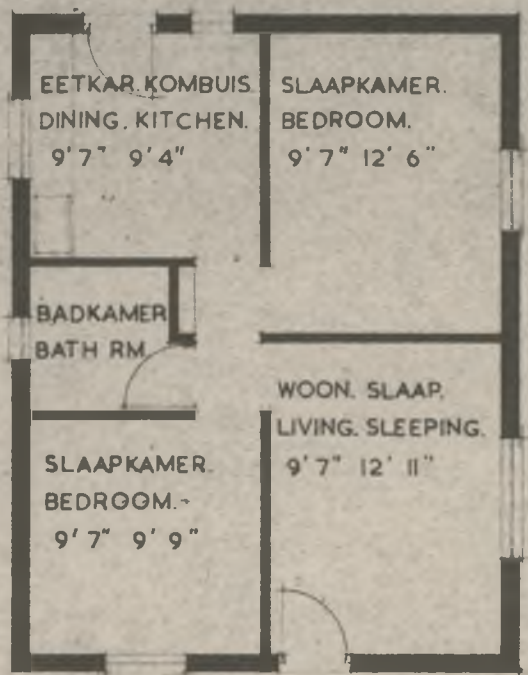 EETKAR. KOMBUIS
DINING. KITCHEN.
9' 7" 9' 4"
SLAAPKAMER.
BEDROOM.
9' 7" 12' 6"
BADKAMER
BATH RM
WOON. SLAAP.
LIVING. SLEEPING.
9' 7" 12' 11"
SLAAPKAMER.
BEDROOM.
9' 7" 9' 9"